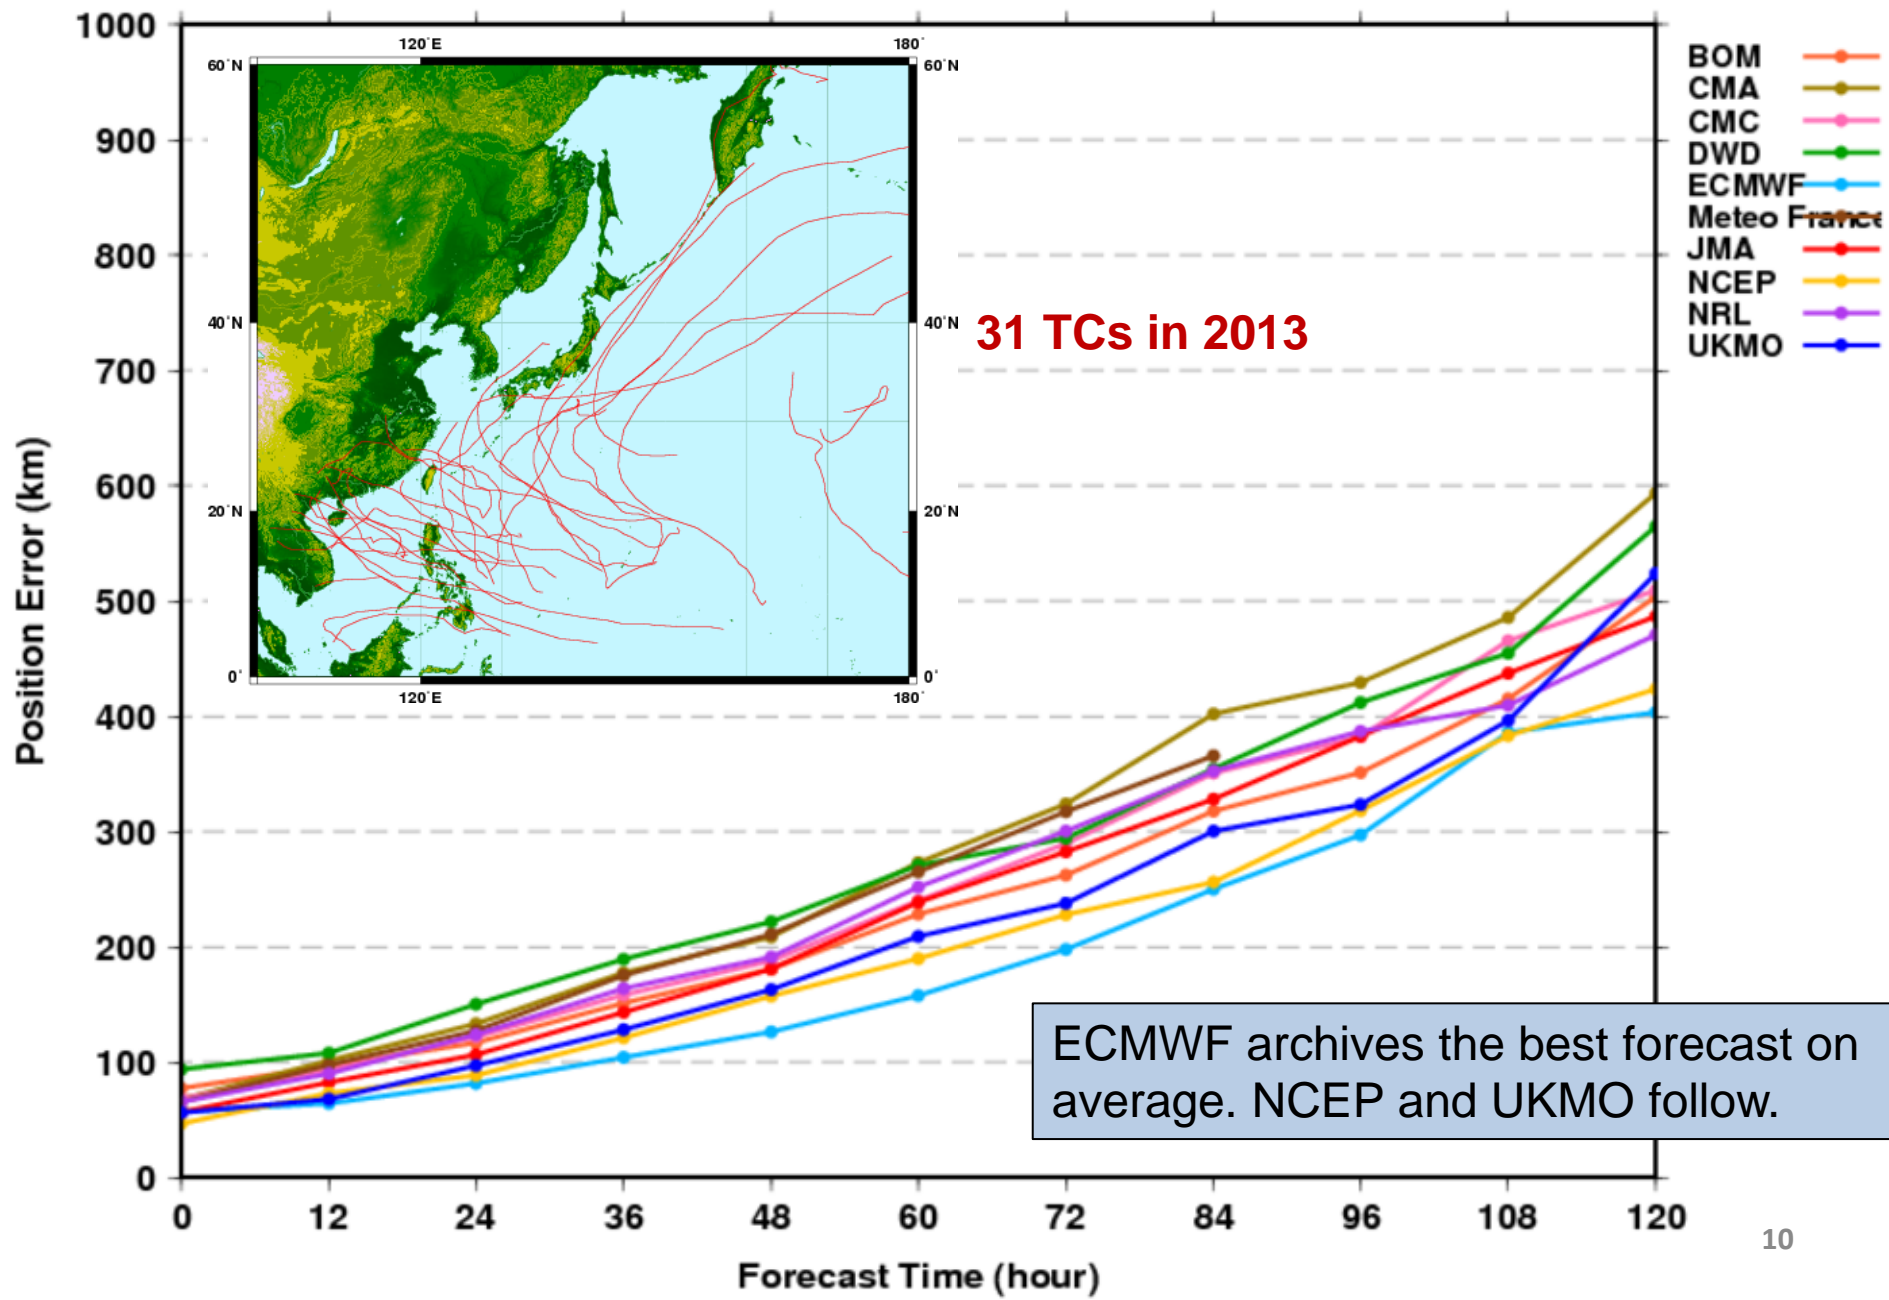 1000
900
800
700
600
500
400
300
200
100
0
Position Error (km)
0 12 24 36 48 60 72 84 96 108 120
Forecast Time (hour)
120°E 180°
60°N 60°N
40°N 40°N
20°N 20°N
0° 0°
120°E 180°
31 TCs in 2013
BOM
CMA
CMC
DWD
ECMWF
Meteo France
JMA
NCEP
NRL
UKMO
ECMWF archives the best forecast on
average. NCEP and UKMO follow.
10